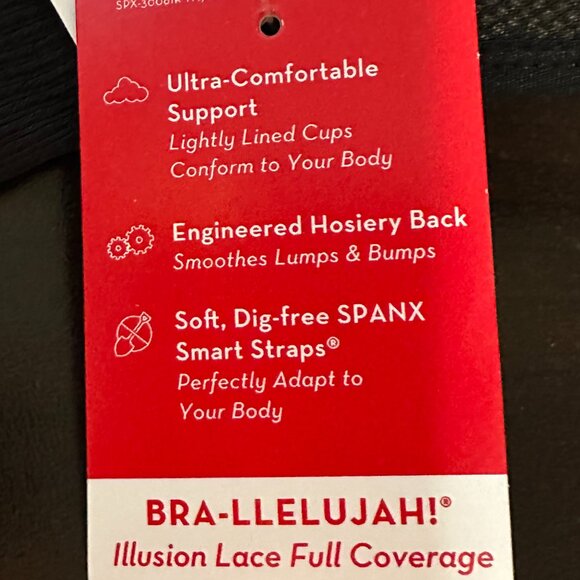 Ultra-Comfortable
Support
Lightly Lined Cups
Conform to Your Body
Engineered Hosiery Back
Smoothes Lumps & Bumps
Soft, Dig-free SPANX
Smart Straps®
Perfectly Adapt to
Your Body
BRA-LLELUJAH!®
Illusion Lace Full Coverage